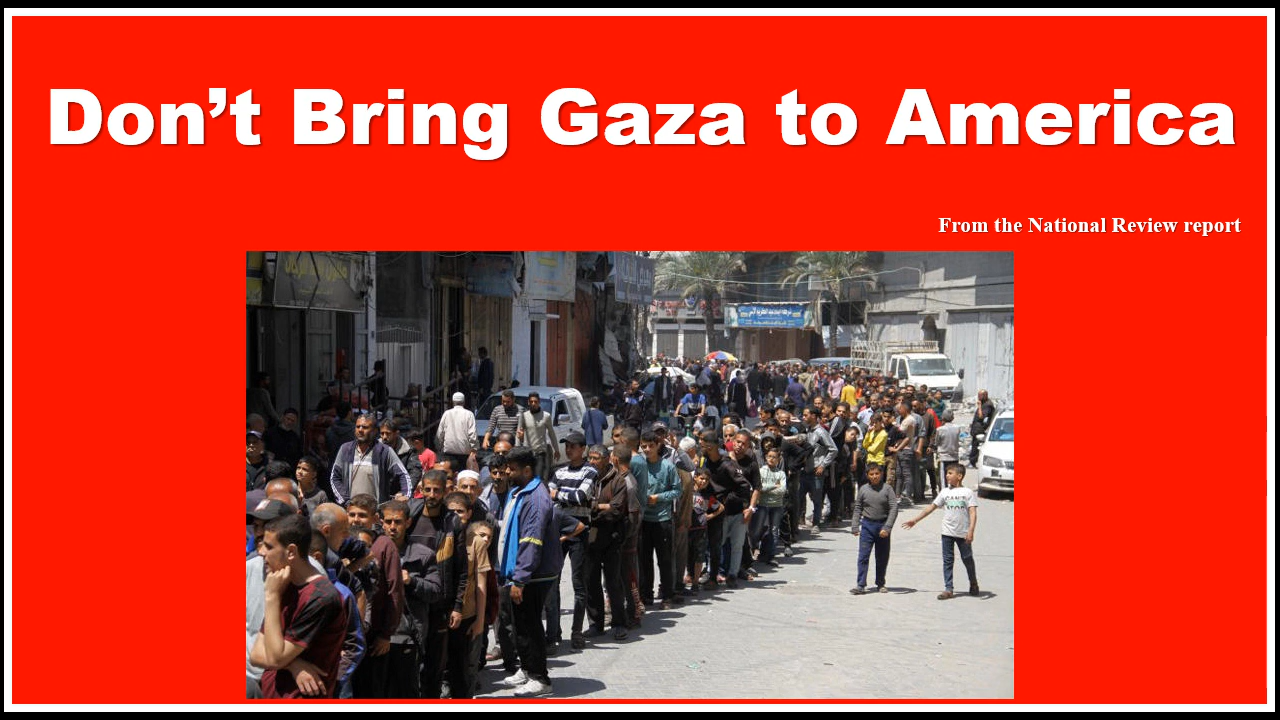 Don’t Bring Gaza to America
From the National Review report